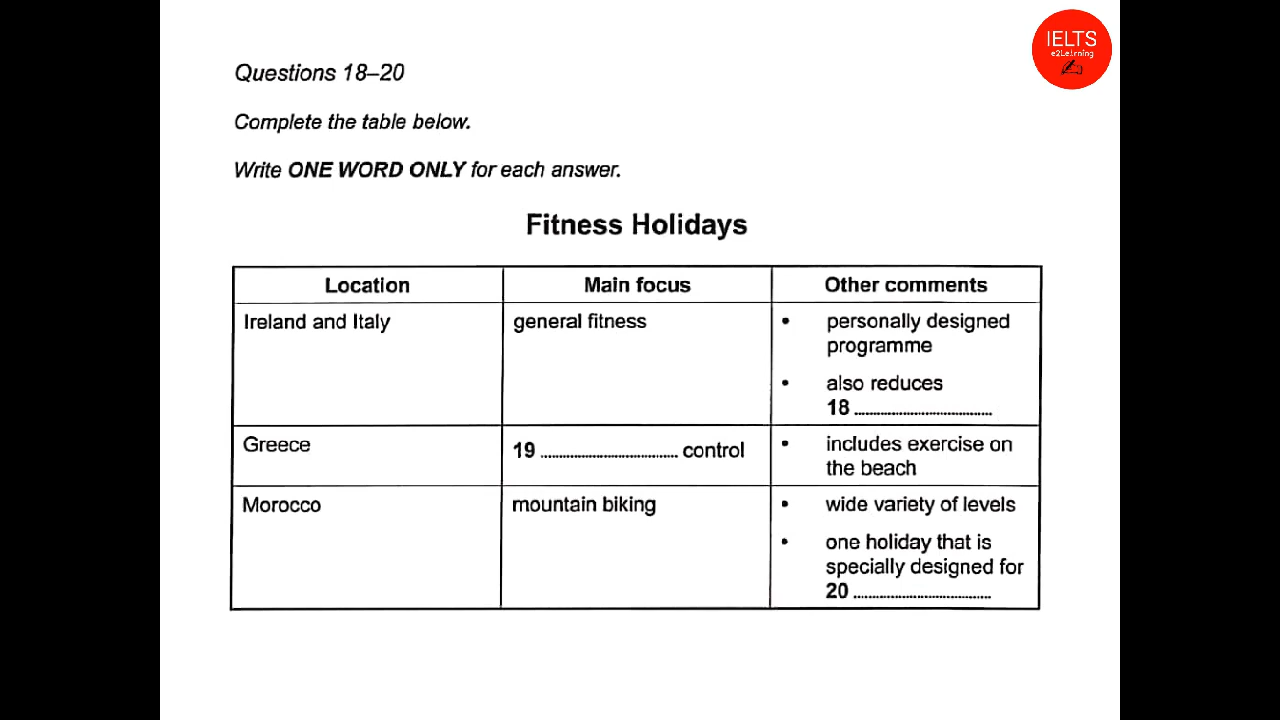 IELTS
e2Le.rning
Questions 18–20
Complete the table below.
Write ONE WORD ONLY for each answer.
Fitness Holidays
Location
Main focus
Other comments
Ireland and Italy
general fitness
• personally designed
programme
• also reduces
18 ....................................
Greece
19 .................................... control
• includes exercise on
the beach
Morocco
mountain biking
• wide variety of levels
• one holiday that is
specially designed for
20 ....................................